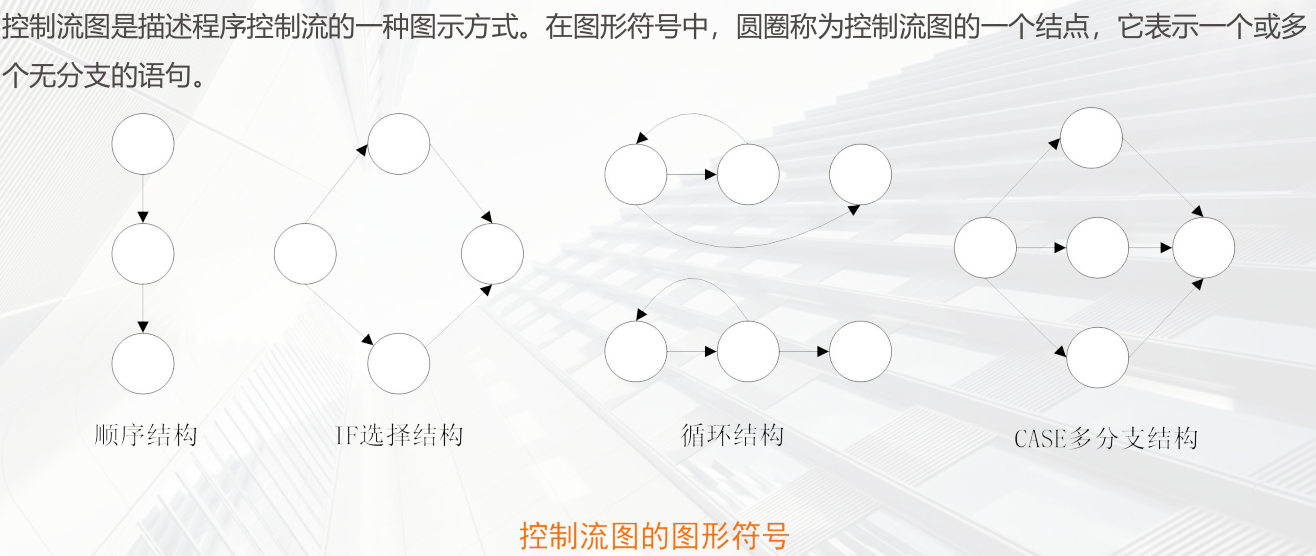 控制流图是描述程序控制流的一种图示方式。在图形符号中，圆圈称为控制流图的一个结点，它表示一个或多
个无分支的语句。
顺序结构
IF选择结构
循环结构
CASE多分支结构
控制流图的图形符号